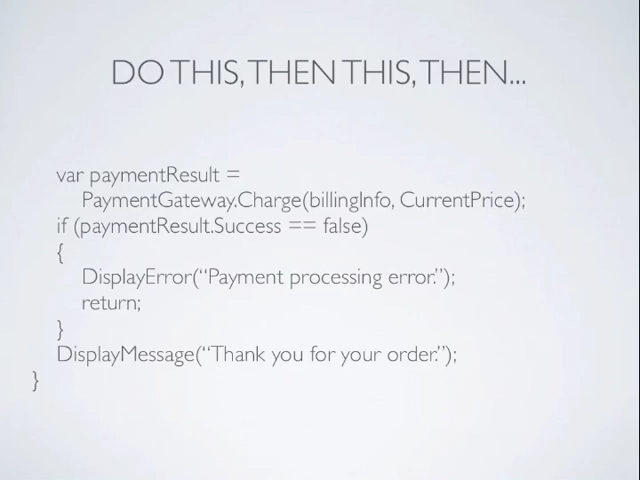 DO THIS, THEN THIS, THEN...
var paymentResult =
PaymentGateway.Charge(billingInfo, CurrentPrice);
if (paymentResult.Success == false)
{
DisplayError(“Payment processing error.”);
return;
}
DisplayMessage(“Thank you for your order.”);
}